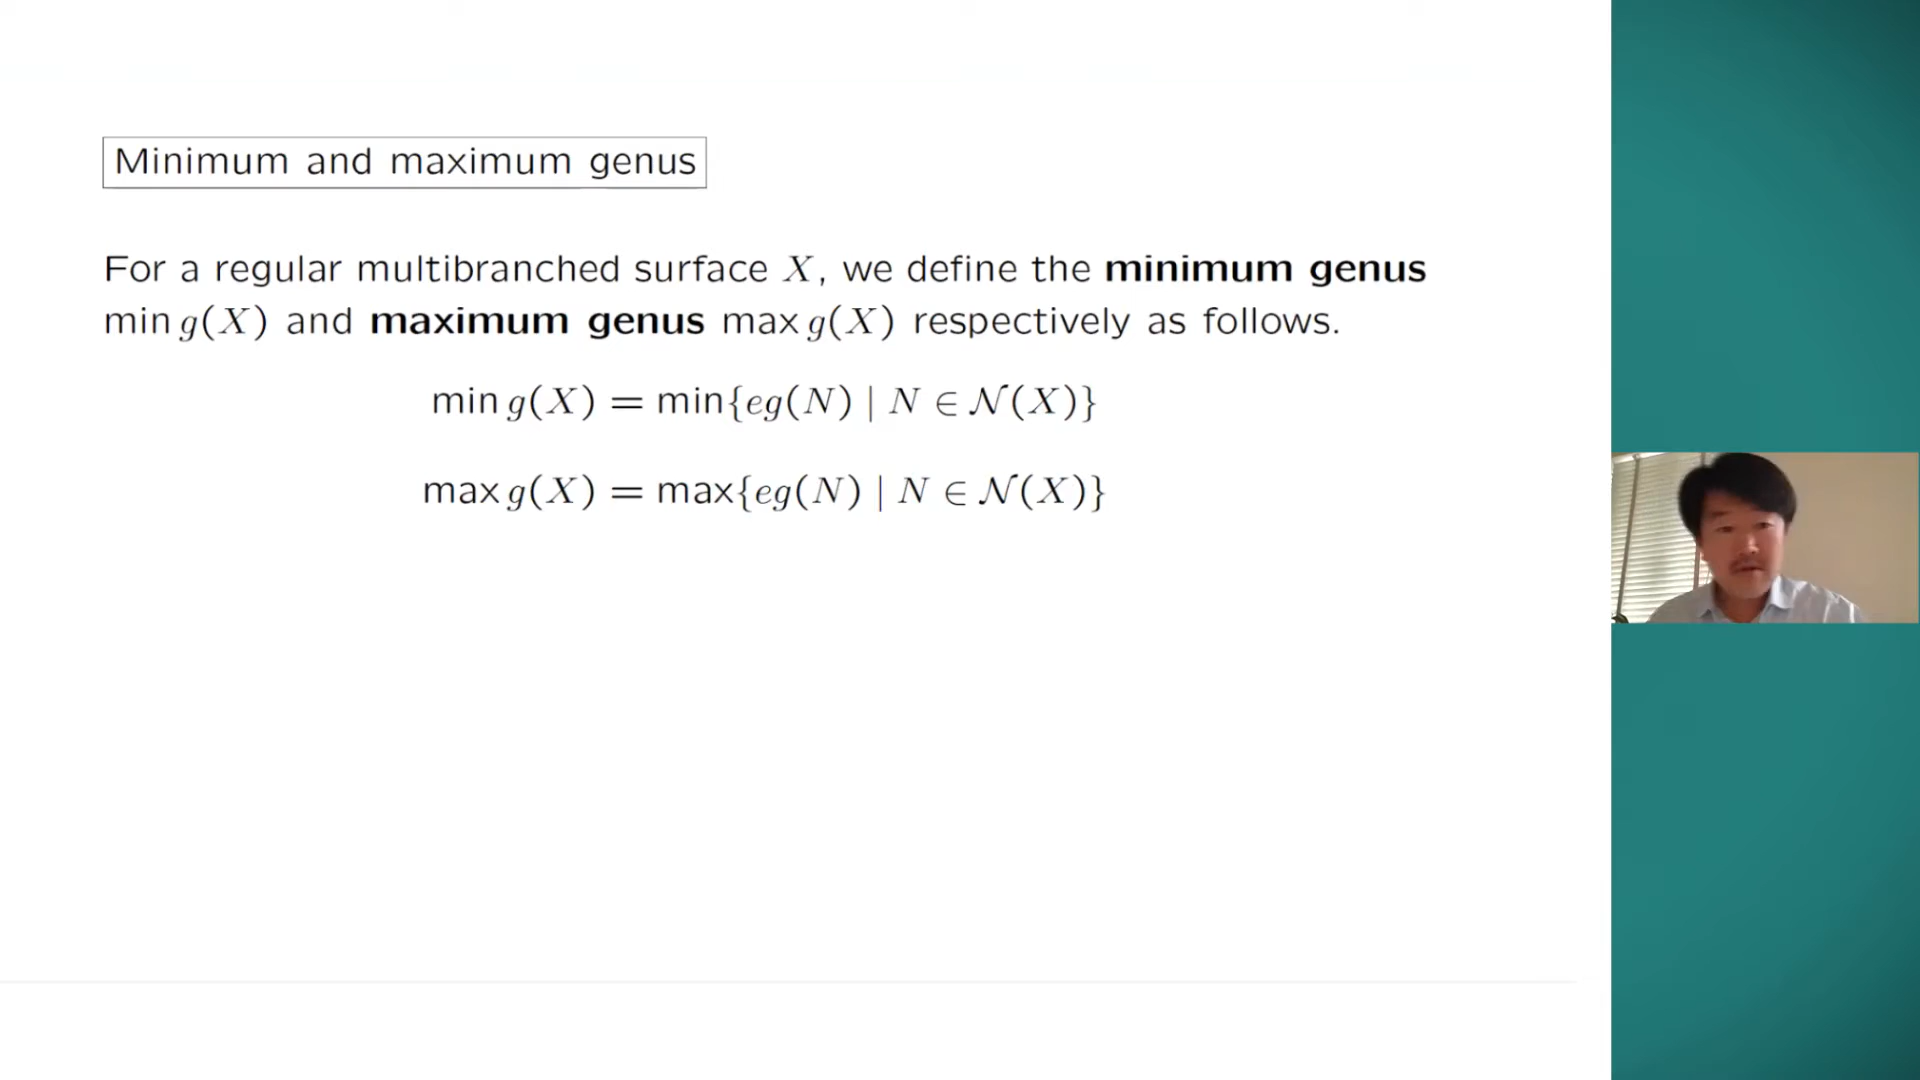 Minimum and maximum genus
For a regular multibranched surface X, we define the minimum genus
min g(X) and maximum genus max g(X) respectively as follows.
min g(X) = min{eg(N) | N ∈ 𝒩(X)}
max g(X) = max{eg(N) | N ∈ 𝒩(X)}